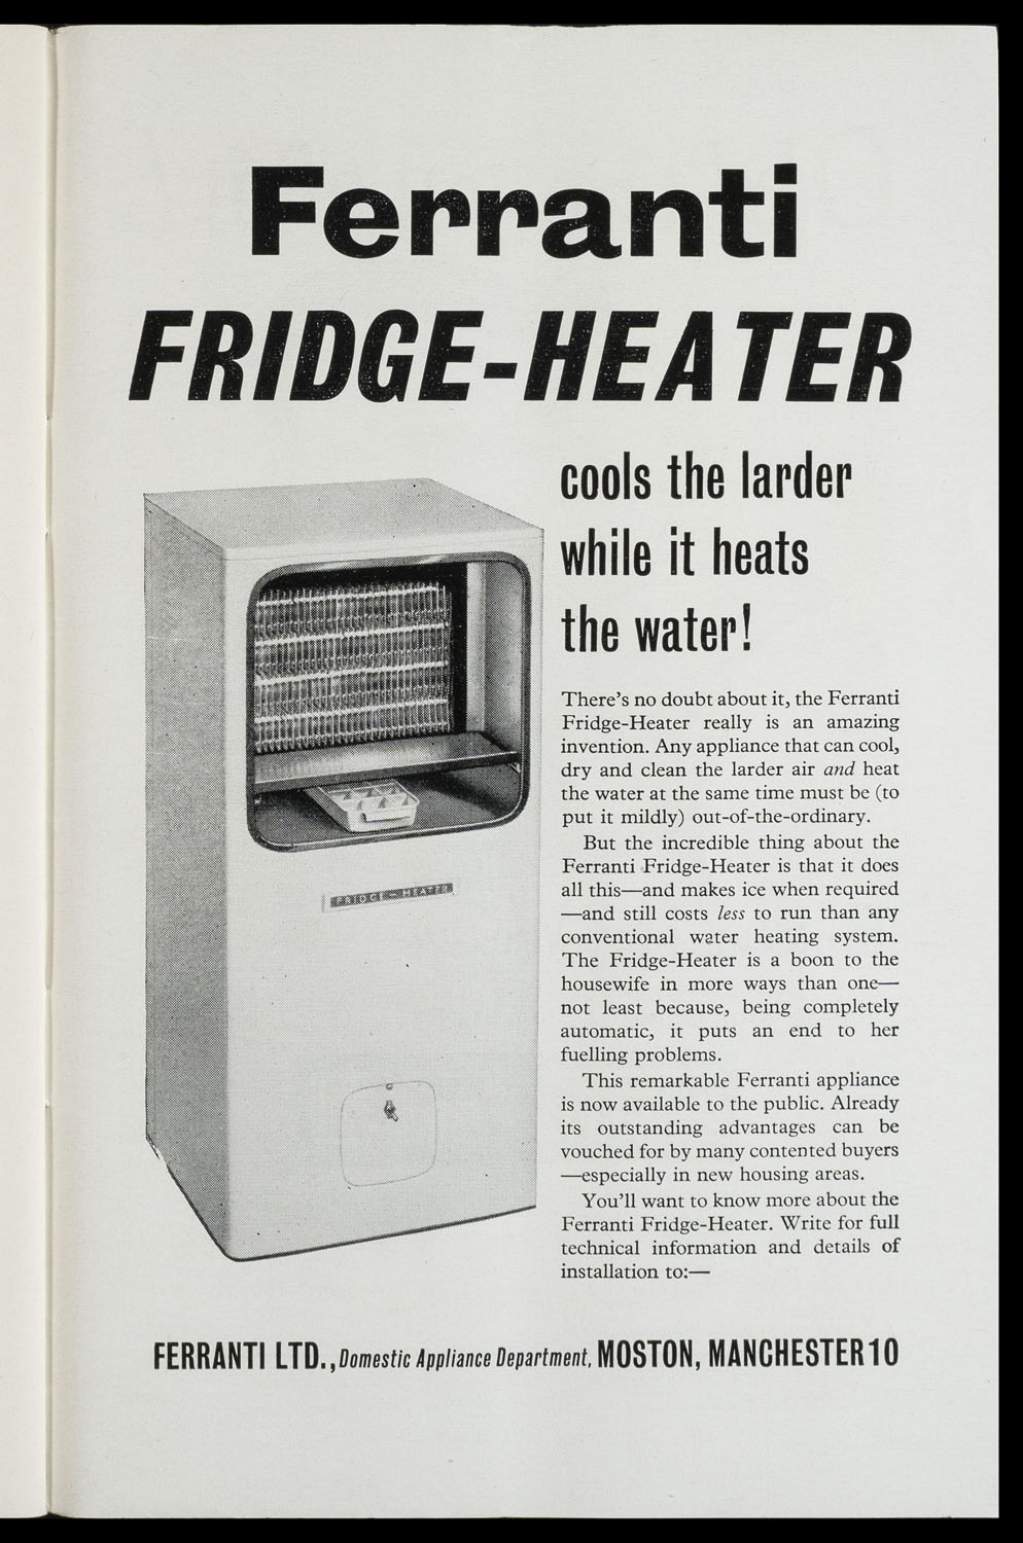 Ferranti
FRIDGE-HEATER
cools the larder
while it heats
the water!
There's no doubt about it, the Ferranti
Fridge-Heater really is an amazing
invention. Any appliance that can cool,
dry and clean the larder air and heat
the water at the same time must be (to
put it mildly) out-of-the-ordinary.
But the incredible thing about the
Ferranti Fridge-Heater is that it does
all this—and makes ice when required
—and still costs less to run than any
conventional water heating system.
The Fridge-Heater is a boon to the
housewife in more ways than one—
not least because, being completely
automatic, it puts an end to her
fuelling problems.
This remarkable Ferranti appliance
is now available to the public. Already
its outstanding advantages can be
vouched for by many contented buyers
—especially in new housing areas.
You'll want to know more about the
Ferranti Fridge-Heater. Write for full
technical information and details of
installation to:—
FRIDGE-HEATER
FERRANTI LTD., Domestic Appliance Department, MOSTON, MANCHESTER 10